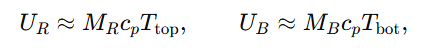 U_R ≈ M_R c_p T_top,    U_B ≈ M_B c_p T_bot,